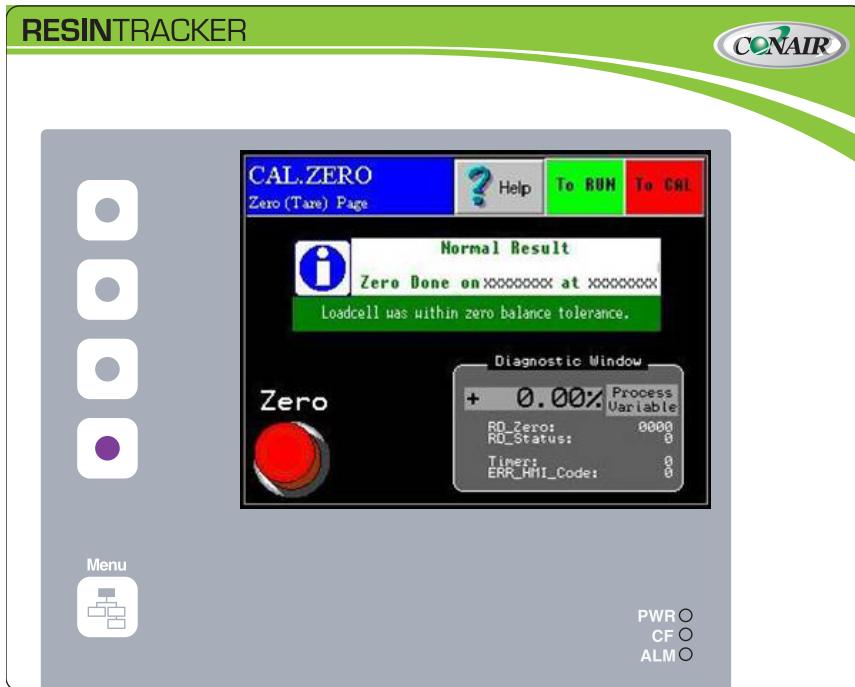 RESINTRACKER
CONAIR
CAL.ZERO
Zero (Tare) Page
Help
To RUN
To CAL
Normal Result
Zero Done on xxxxxxxx at xxxxxxxx
Loadcell was within zero balance tolerance.
Diagnostic Window
Zero
+ 0.00% Process Variable
RD_Zero: 0000
RD_Status: 0
Timer: 0
ERR_HMI_Code: 0
Menu
PWR
CF
ALM